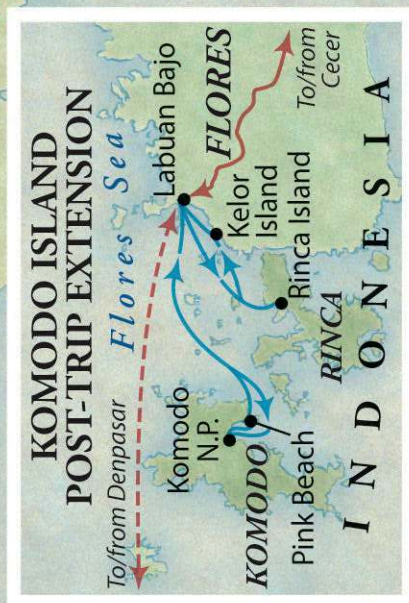 KOMODO ISLAND
POST-TRIP EXTENSION
To/from Denpasar
Flores Sea
Komodo
N.P.
Labuan Bajo
KOMODO
FLORES
Pink Beach
Kelor
Island
Rinca Island
To/from
Cecer
RINCA
INDONESIA